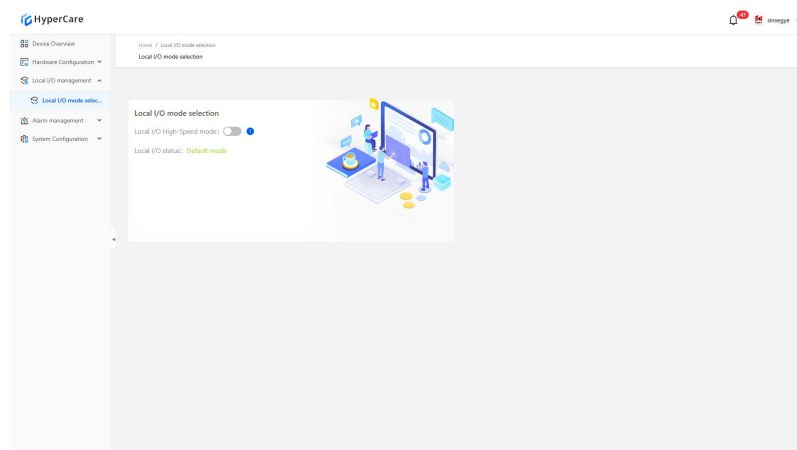 HyperCare
47
sinsegye
Device Overview
Hardware Configuration
Local I/O management
Local I/O mode selec...
Alarm management
System Configuration
Home / Local I/O mode selection
Local I/O mode selection
Local I/O mode selection
Local I/O High-Speed mode:
Local I/O status: Default mode